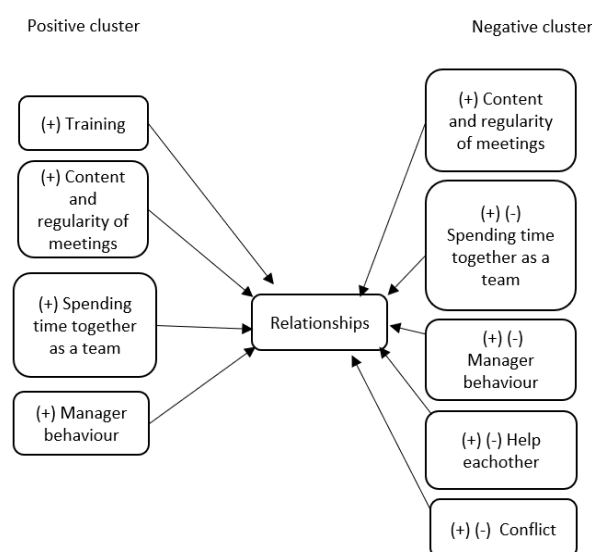 Positive cluster
Negative cluster
(+) Training
(+) Content
and
regularity of
meetings
(+) Spending
time together
as a team
(+) Manager
behaviour
Relationships
(+) Content
and regularity
of meetings
(+) (-)
Spending time
together as a
team
(+) (-)
Manager
behaviour
(+) (-) Help
eachother
(+) (-) Conflict